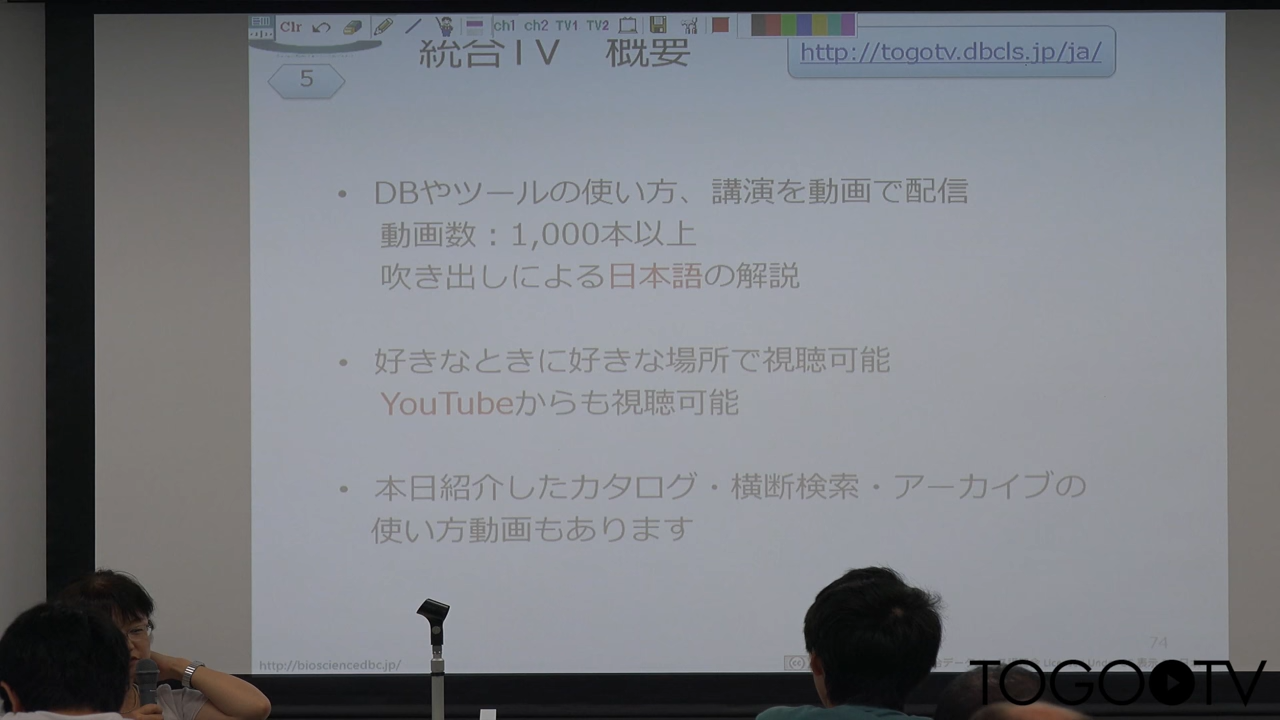 Clr ch1 ch2 TV1 TV2
統合TV 概要
http://togotv.dbcls.jp/ja/
5
• DBやツールの使い方、講演を動画で配信
動画数：1,000本以上
吹き出しによる日本語の解説
• 好きなときに好きな場所で視聴可能
YouTubeからも視聴可能
• 本日紹介したカタログ・横断検索・アーカイブの
使い方動画もあります
74
http://biosciencedbc.jp/
TOGO TV